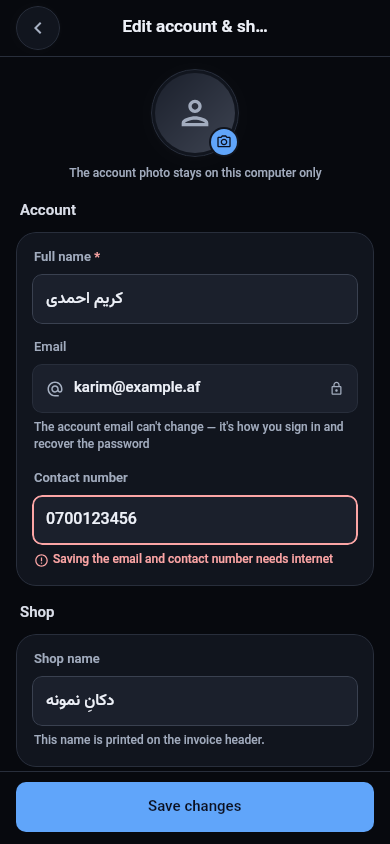 Edit account & sh…
The account photo stays on this computer only
Account
Full name *
کریم احمدی
Email
karim@example.af
The account email can't change — it's how you sign in and
recover the password
Contact number
0700123456
Saving the email and contact number needs internet
Shop
Shop name
دکانِ نمونه
This name is printed on the invoice header.
Save changes